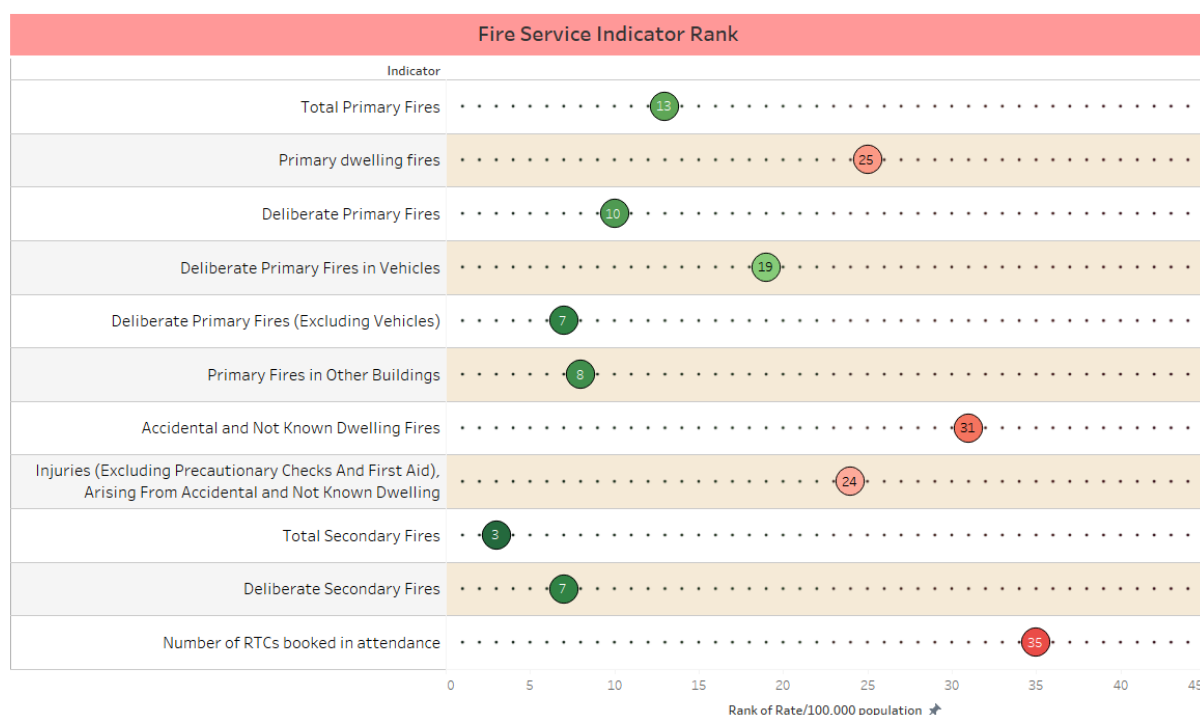 Fire Service Indicator Rank
Indicator
Total Primary Fires
13
Primary dwelling fires
25
Deliberate Primary Fires
10
Deliberate Primary Fires in Vehicles
19
Deliberate Primary Fires (Excluding Vehicles)
7
Primary Fires in Other Buildings
8
Accidental and Not Known Dwelling Fires
31
Injuries (Excluding Precautionary Checks And First Aid),
Arising From Accidental and Not Known Dwelling
24
Total Secondary Fires
3
Deliberate Secondary Fires
7
Number of RTCs booked in attendance
35
0 5 10 15 20 25 30 35 40 45
Rank of Rate/100,000 population